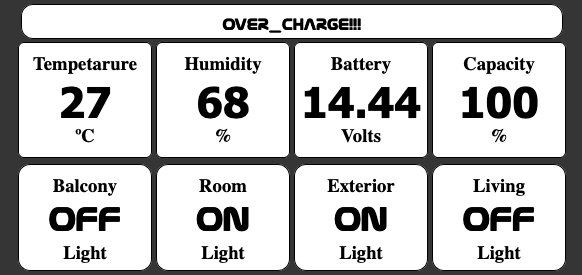 OVER_CHARGE!!!
Tempetarure Humidity Battery Capacity
27 68 14.44 100
°C % Volts %
Balcony Room Exterior Living
OFF ON ON OFF
Light Light Light Light